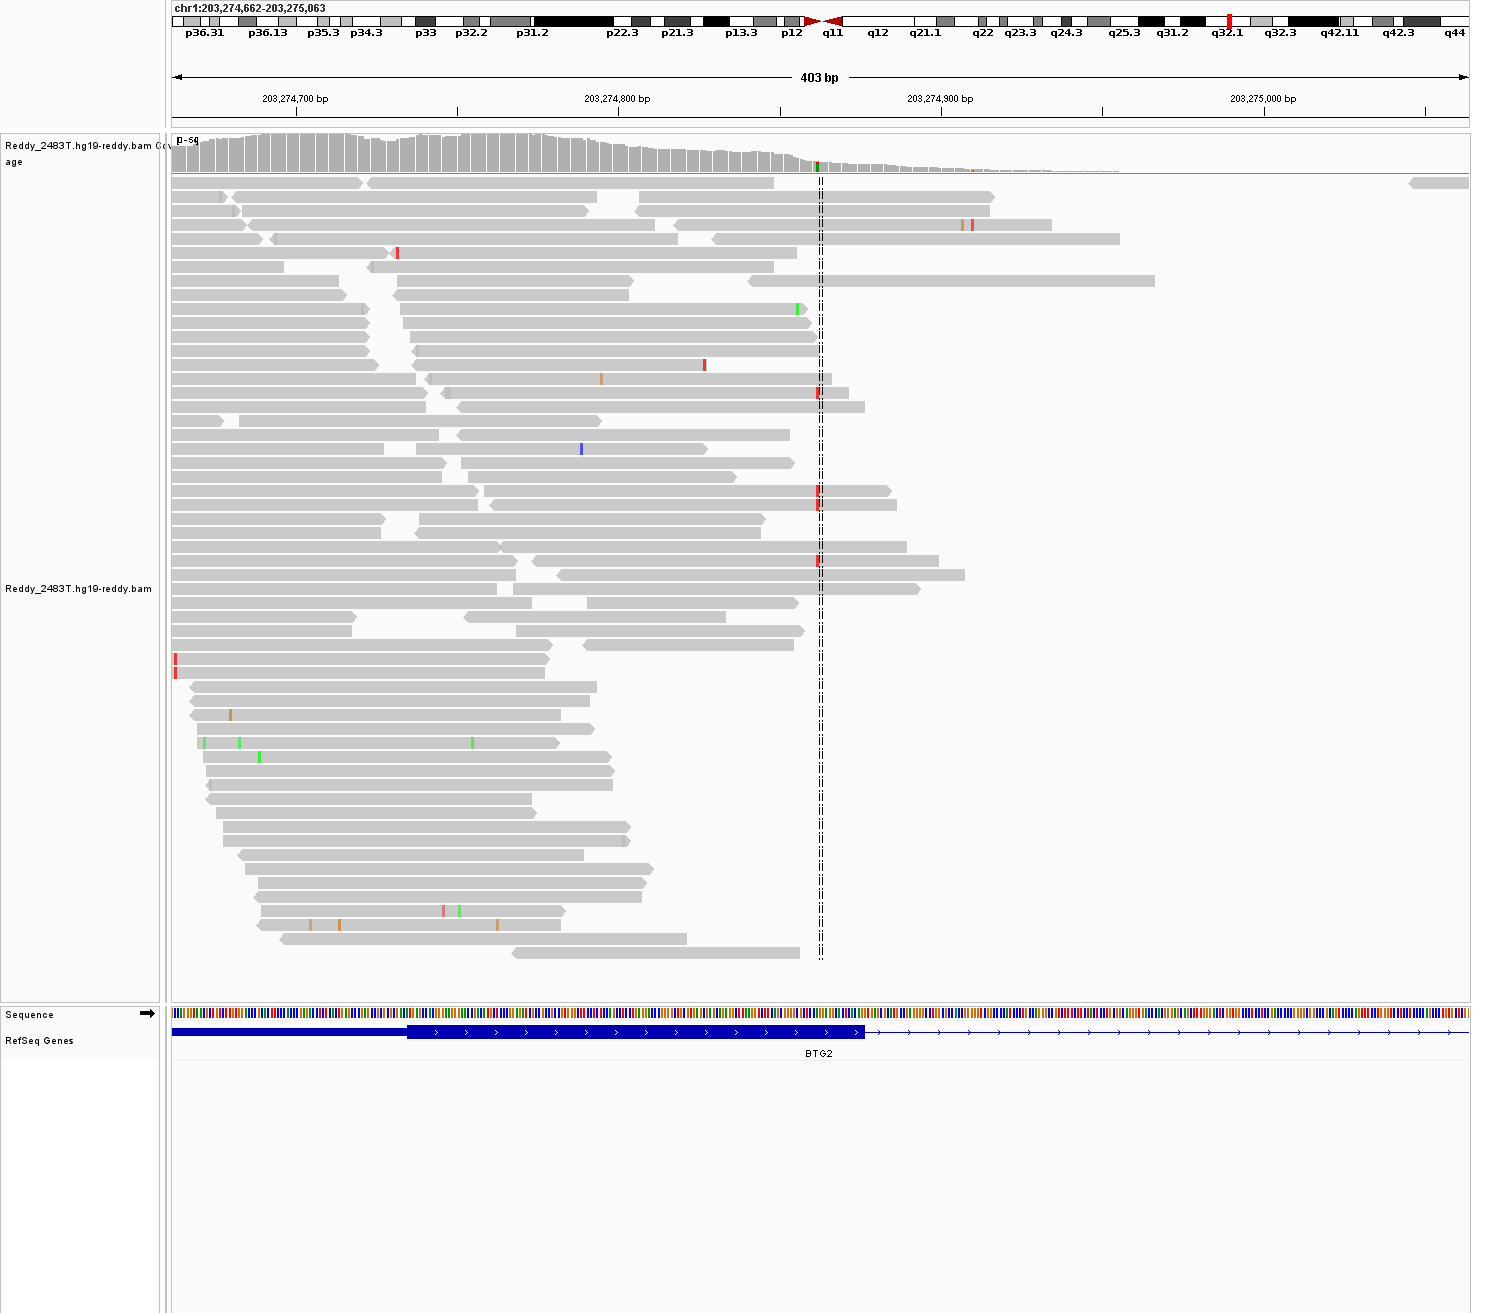 chr1:203,274,662-203,275,063
p36.31 p36.13 p35.3 p34.3 p33 p32.2 p31.2 p22.3 p21.3 p13.3 p12 q11 q12 q21.1 q22 q23.3 q24.3 q25.3 q31.2 q32.1 q32.3 q42.11 q42.3 q44
403 bp
203,274,700 bp 203,274,800 bp 203,274,900 bp 203,275,000 bp
Reddy_2483T.hg19-reddy.bam Cov
age
Reddy_2483T.hg19-reddy.bam
Sequence
RefSeq Genes
BTG2